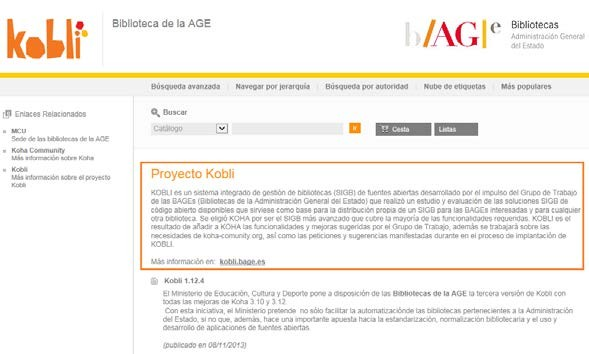 kobli
Biblioteca de la AGE
b/AG|e
Bibliotecas
Administración General
del Estado
Búsqueda avanzada | Navegar por jerarquía | Búsqueda por autoridad | Nube de etiquetas | Más populares
Enlaces Relacionados
MCU
Sede de las bibliotecas de la AGE
Koha Community
Más información sobre Koha
Kobli
Más información sobre el proyecto
Kobli
Buscar
Catálogo
Ir
Cesta
Listas
Proyecto Kobli
KOBLI es un sistema integrado de gestión de bibliotecas (SIGB) de fuentes abiertas desarrollado por el impulso del Grupo de Trabajo
de las BAGEs (Bibliotecas de la Administración General del Estado) que realizó un estudio y evaluación de las soluciones SIGB de
código abierto disponibles que sirviese como base para la distribución propia de un SIGB para las BAGEs interesadas y para cualquier
otra biblioteca. Se eligó KOHA por ser el SIGB más avanzado que cubre la mayoría de las funcionalidades requeridas. KOBLI es el
resultado de añadir a KOHA las funcionalidades y mejoras sugeridas por el Grupo de Trabajo, además se trabajará sobre las
necesidades de koha-comunity.org, así como las peticiones y sugerencias manifestadas durante en el proceso de implantación de
KOBLI.
Más información en: kobli.bage.es
Kobli 1.12.4
El Ministerio de Educación, Cultura y Deporte pone a disposición de las Bibliotecas de la AGE la tercera versión de Kobli con
todas las mejoras de Koha 3.10 y 3.12
Con esta iniciativa, el Ministerio pretende no sólo facilitar la automatizaciónde las bibliotecas pertenecientes a la Administración
del Estado, si no que, además, hace una importante apuesta hacia la estandarización, normalización bibliotecaria y el uso y
desarrollo de aplicaciones de fuentes abiertas
(publicado en 08/11/2013)